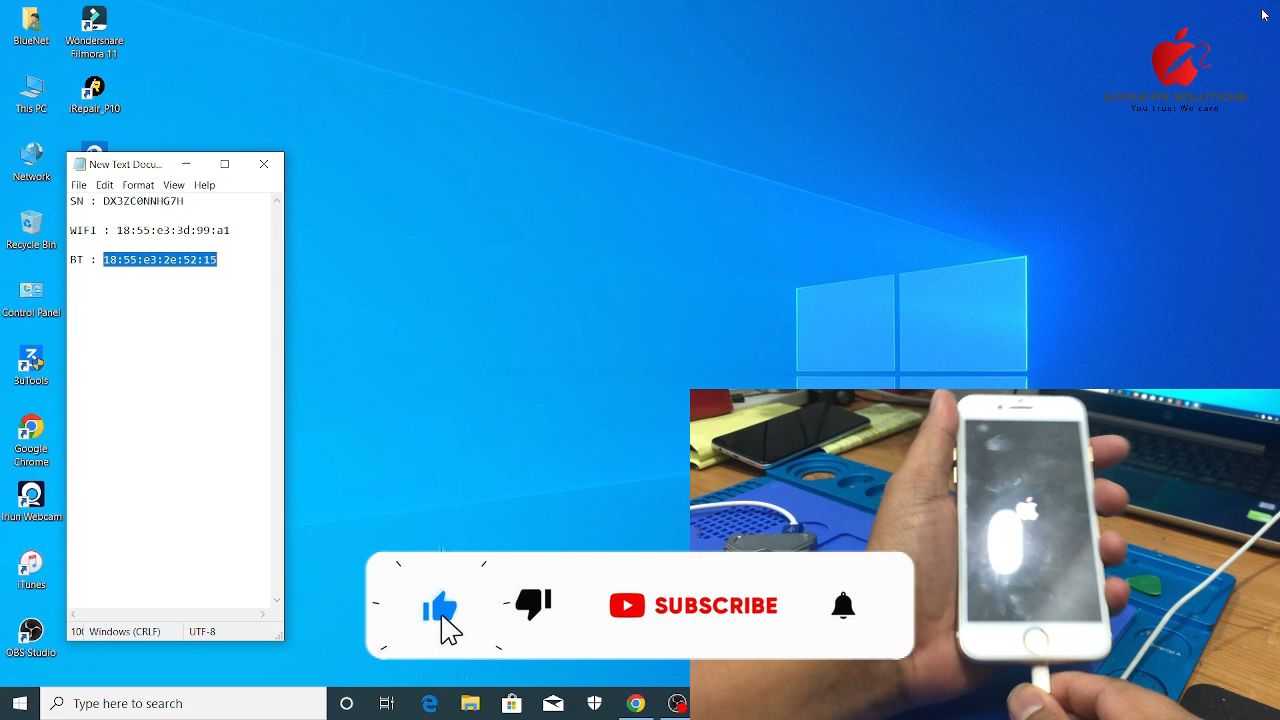 BlueNet
Wondershare
Filmora 11
This PC
iRepair_P10
Network
Recycle Bin
Control Panel
3uTools
Google
Chrome
Iriun Webcam
iTunes
OBS Studio
New Text Docu...
File Edit Format View Help
SN : DX3ZC0NNHG7H
WIFI : 18:55:e3:3d:99:a1
BT : 18:55:e3:2e:52:15
Windows (CRLF)
UTF-8
APPLE FIX SOLUTIONS
You trust We care
SUBSCRIBE
Type here to search